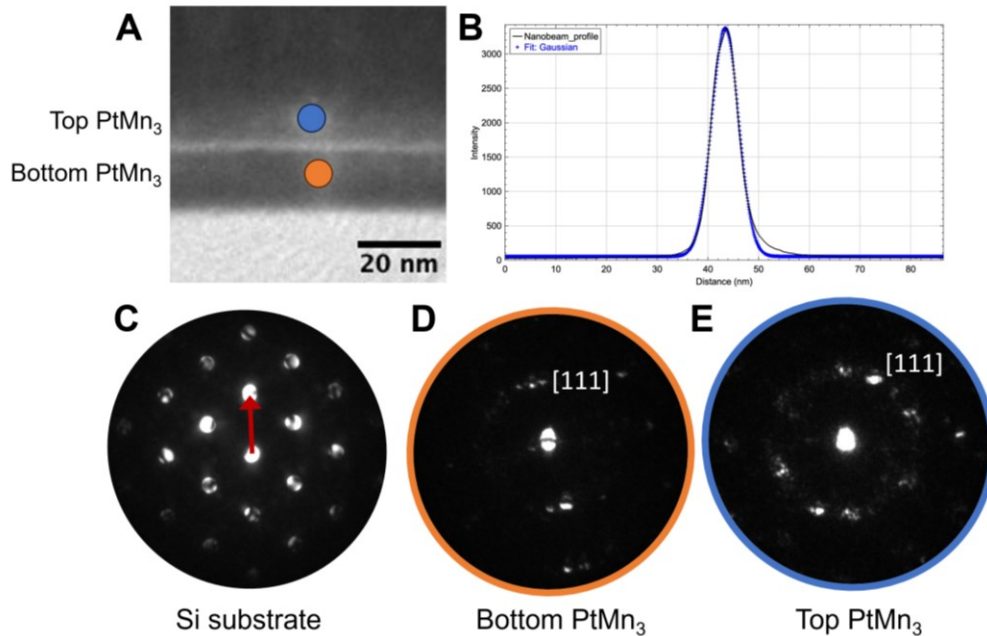 A
Top PtMn₃
Bottom PtMn₃
20 nm
B
Nanobeam_profile
Fit: Gaussian
Intensity
3500
3000
2500
2000
1500
1000
500
0
0 10 20 30 40 50 60 70 80
Distance (nm)
C
D
E
[111]
[111]
Si substrate
Bottom PtMn₃
Top PtMn₃